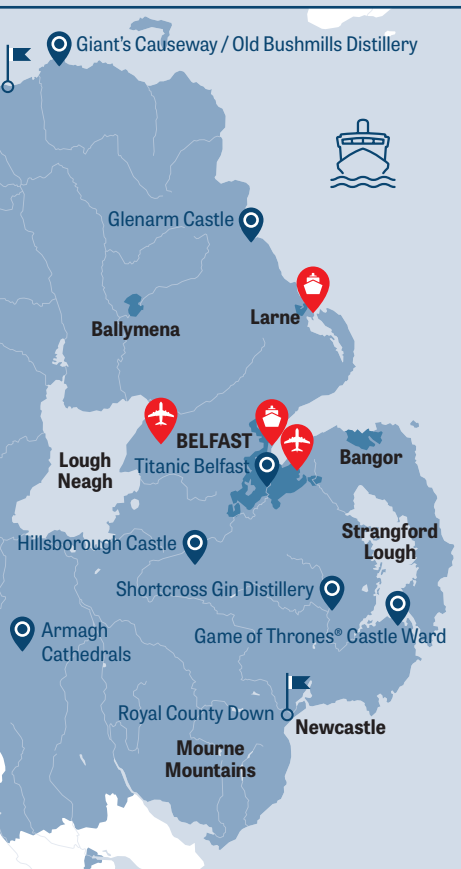 Giant's Causeway / Old Bushmills Distillery
Glenarm Castle
Larne
Ballymena
BELFAST
Titanic Belfast
Bangor
Lough
Neagh
Strangford
Lough
Hillsborough Castle
Shortcross Gin Distillery
Game of Thrones® Castle Ward
Armagh
Cathedrals
Royal County Down
Newcastle
Mourne
Mountains